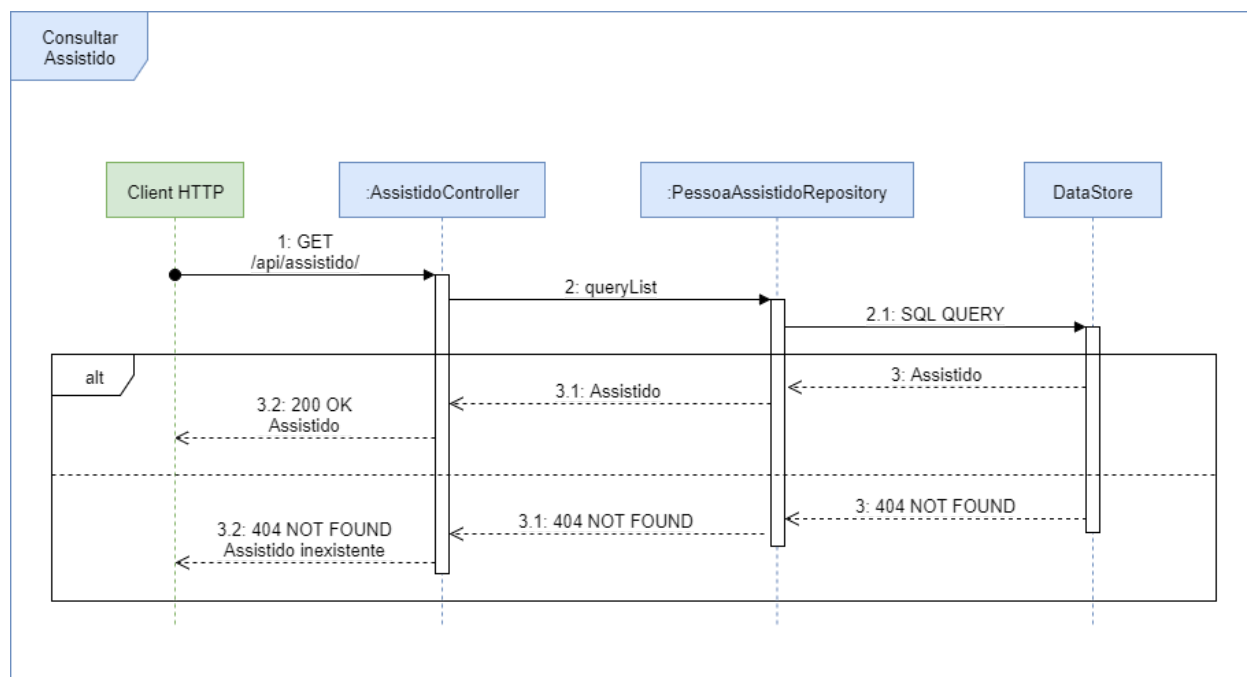 Consultar
Assistido
Client HTTP
:AssistidoController
:PessoaAssistidoRepository
DataStore
1: GET
/api/assistido/
2: queryList
2.1: SQL QUERY
alt
3: Assistido
3.1: Assistido
3.2: 200 OK
Assistido
3: 404 NOT FOUND
3.1: 404 NOT FOUND
3.2: 404 NOT FOUND
Assistido inexistente